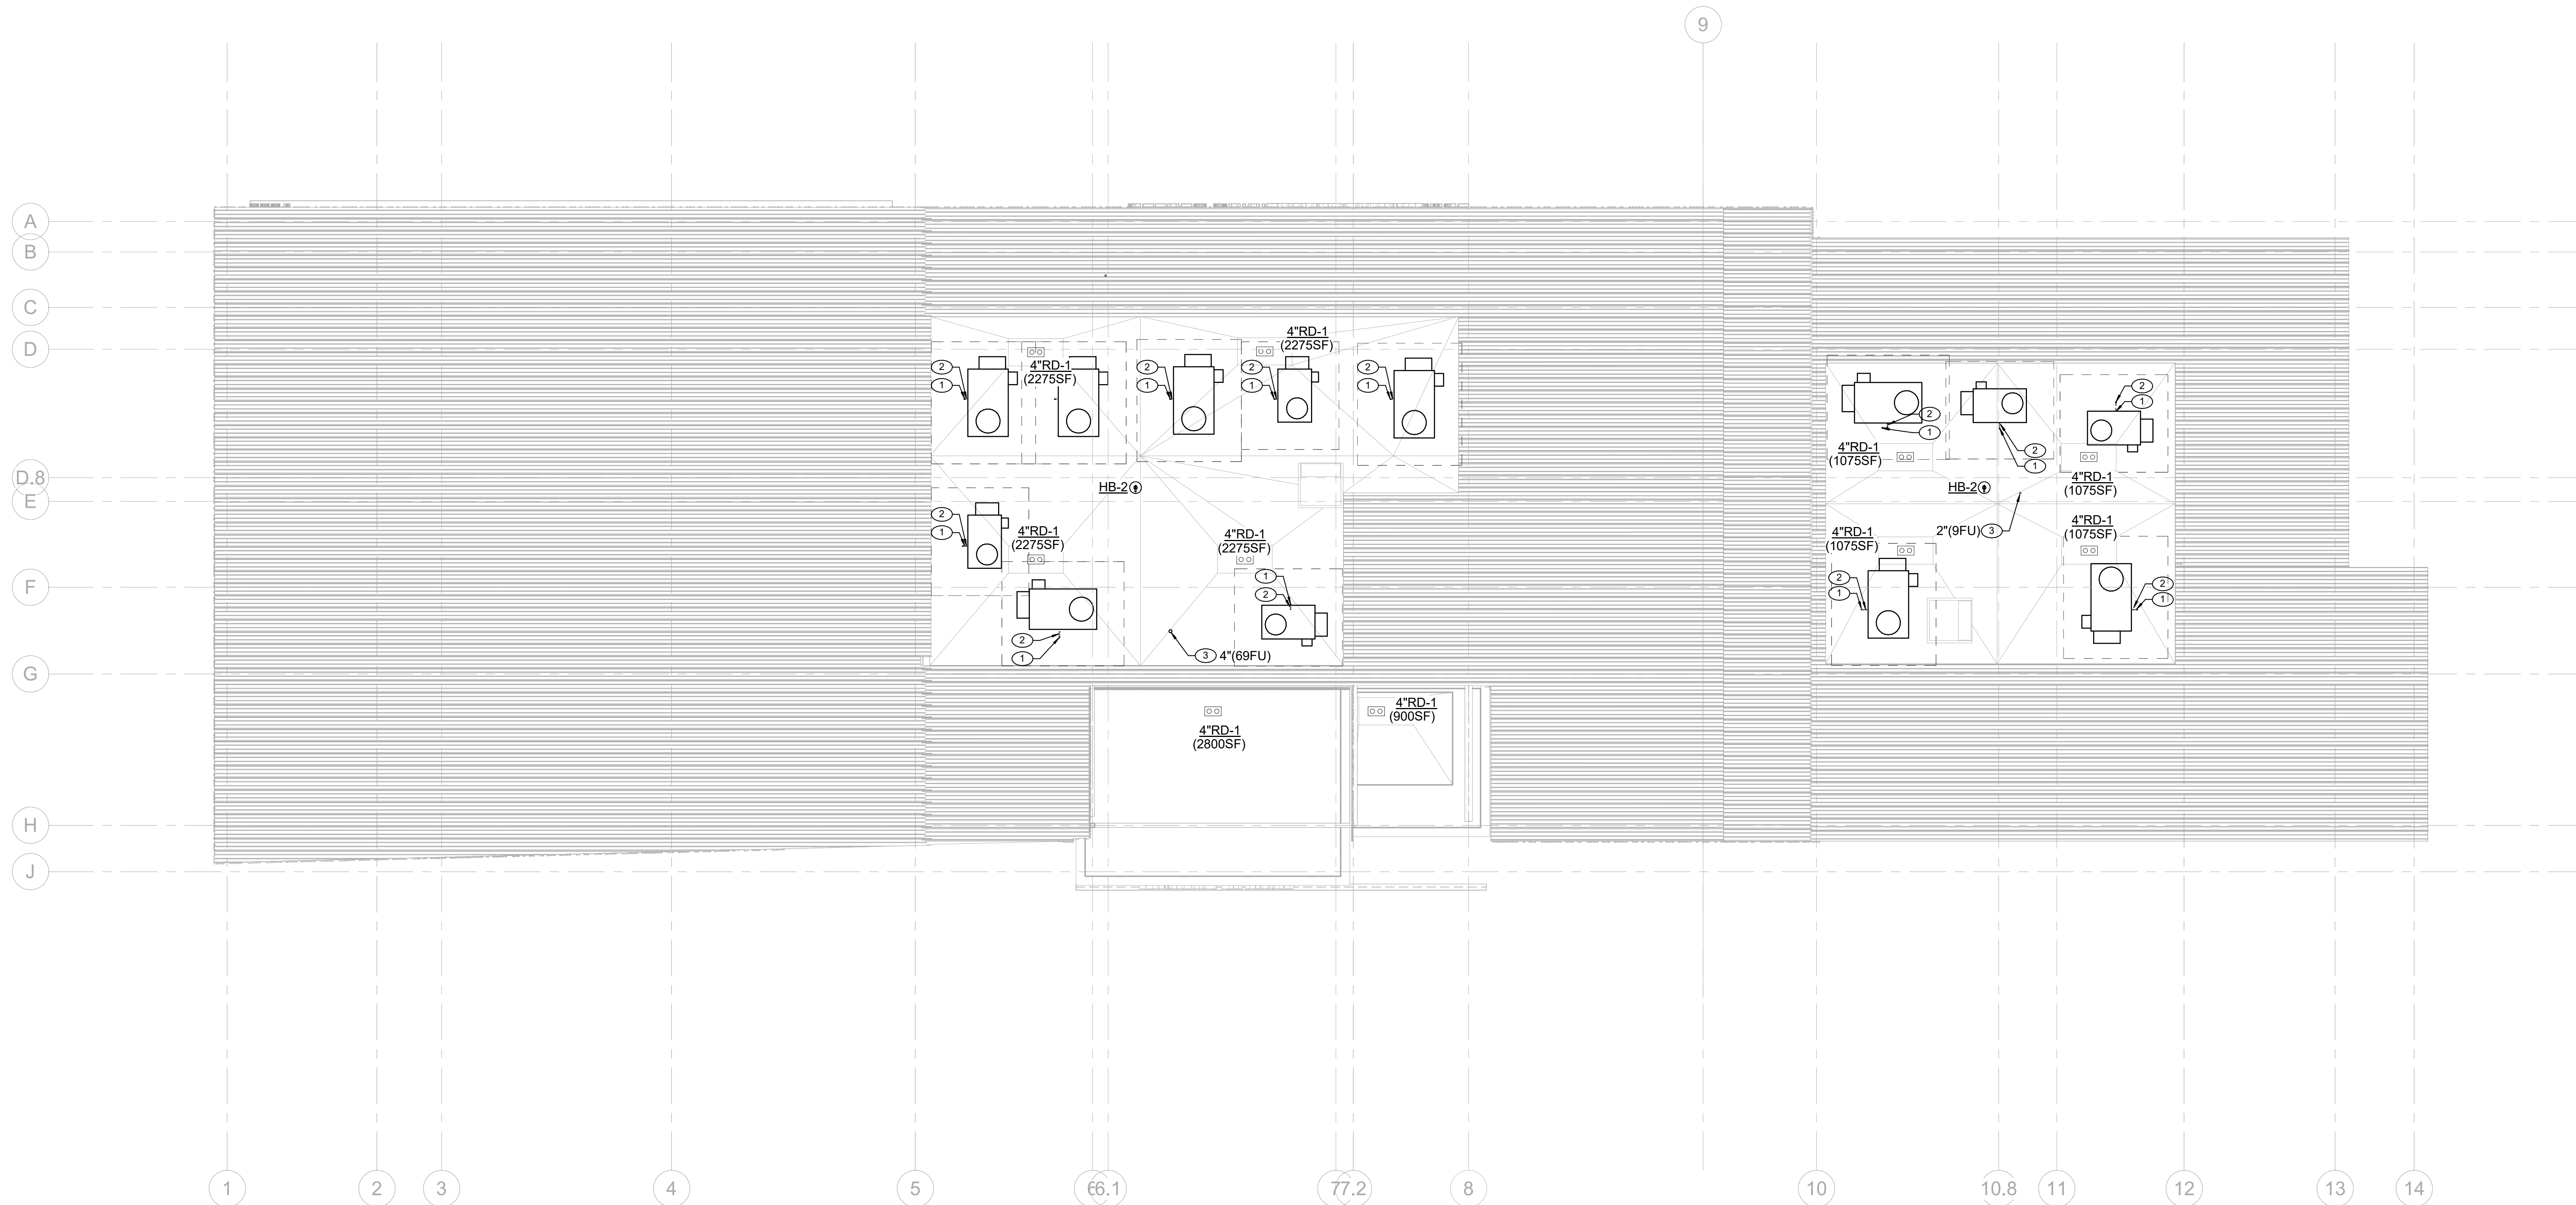 9
A
B
C
D
D.8
E
F
G
H
J
4"RD-1
(2275SF)
2
1
4"RD-1
(2275SF)
2
1
2
1
2
1
HB-2
2
1
4"RD-1
(2275SF)
4"RD-1
(2275SF)
1
2
2
1
3 4"(69FU)
4"RD-1
(2800SF)
4"RD-1
(900SF)
2
1
4"RD-1
(1075SF)
2
1
2
1
4"RD-1
(1075SF)
HB-2
2"(9FU) 3
4"RD-1
(1075SF)
4"RD-1
(1075SF)
2
1
2
1
1
2
3
4
5
6
6.1
7
7.2
8
10
10.8
11
12
13
14